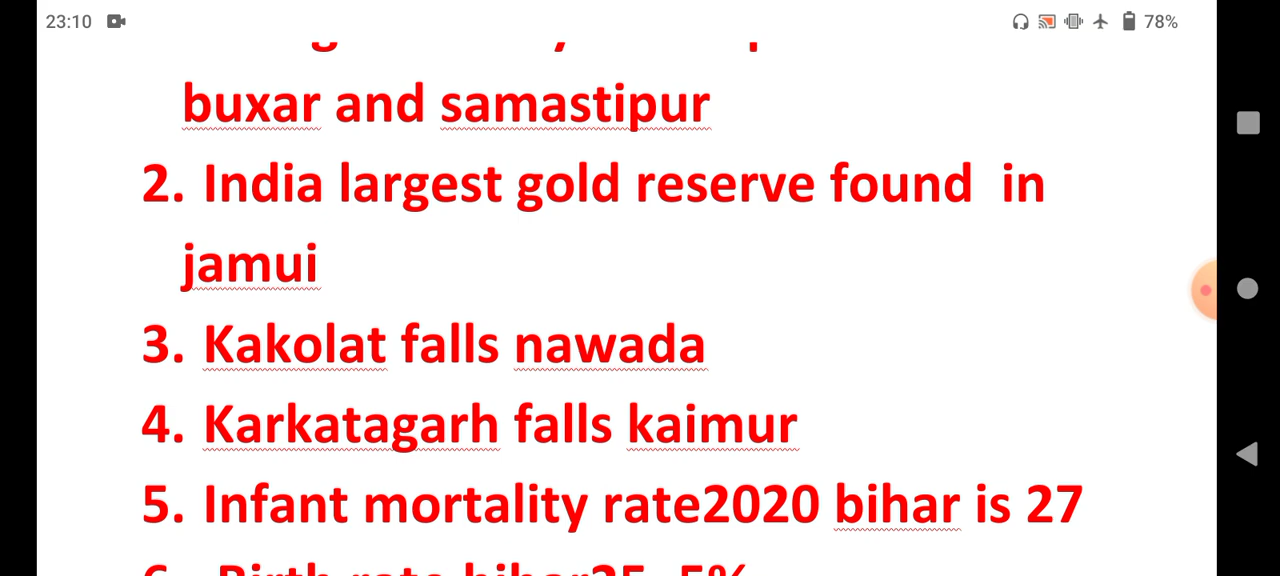 23:10
78%
buxar and samastipur
2. India largest gold reserve found in
jamui
3. Kakolat falls nawada
4. Karkatagarh falls kaimur
5. Infant mortality rate2020 bihar is 27